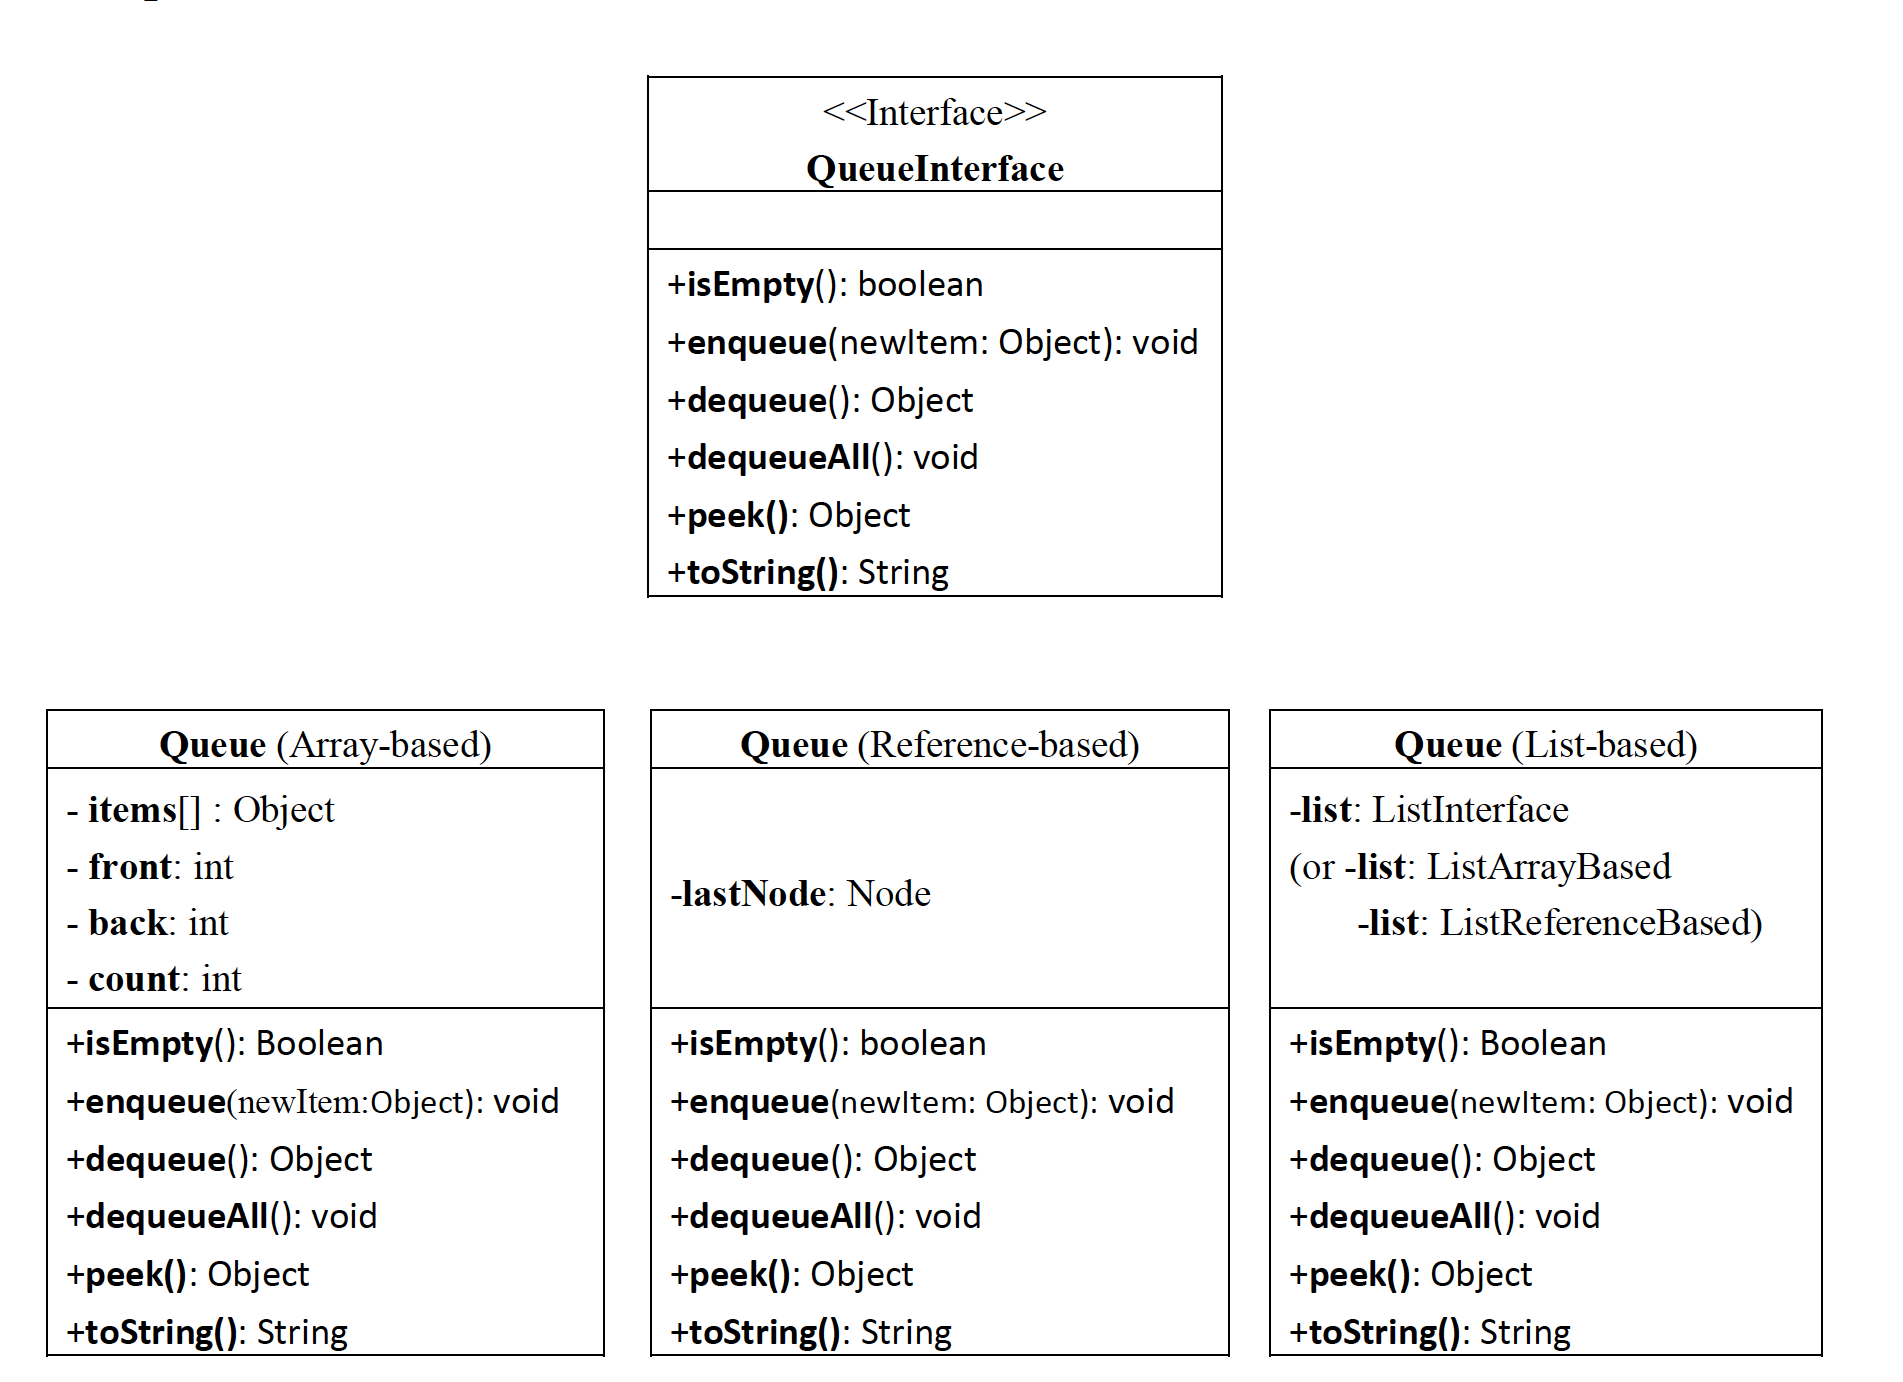 <<Interface>>
QueueInterface
+isEmpty(): boolean
+enqueue(newItem: Object): void
+dequeue(): Object
+dequeueAll(): void
+peek(): Object
+toString(): String
Queue (Array-based)
- items[] : Object
- front: int
- back: int
- count: int
+isEmpty(): Boolean
+enqueue(newItem:Object): void
+dequeue(): Object
+dequeueAll(): void
+peek(): Object
+toString(): String
Queue (Reference-based)
-lastNode: Node
+isEmpty(): boolean
+enqueue(newItem: Object): void
+dequeue(): Object
+dequeueAll(): void
+peek(): Object
+toString(): String
Queue (List-based)
-list: ListInterface
(or -list: ListArrayBased
-list: ListReferenceBased)
+isEmpty(): Boolean
+enqueue(newItem: Object): void
+dequeue(): Object
+dequeueAll(): void
+peek(): Object
+toString(): String